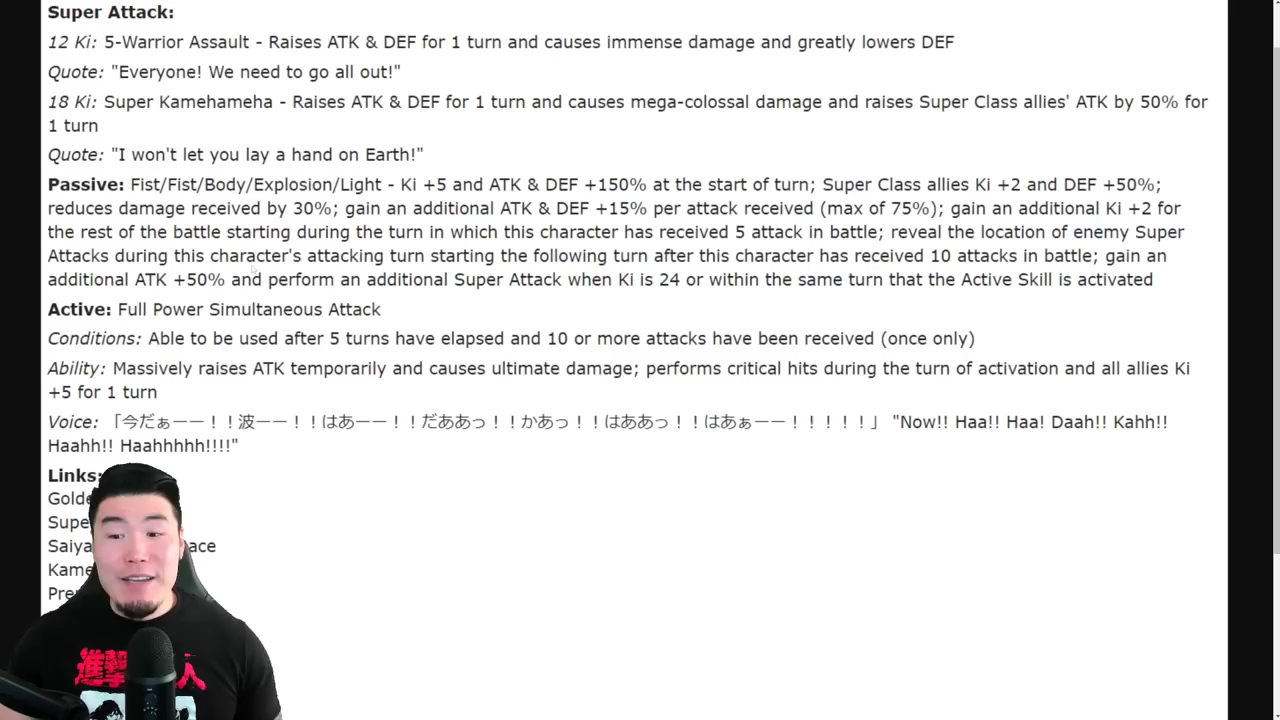 Super Attack:
12 Ki: 5-Warrior Assault - Raises ATK & DEF for 1 turn and causes immense damage and greatly lowers DEF
Quote: "Everyone! We need to go all out!"
18 Ki: Super Kamehameha - Raises ATK & DEF for 1 turn and causes mega-colossal damage and raises Super Class allies' ATK by 50% for
1 turn
Quote: "I won't let you lay a hand on Earth!"
Passive: Fist/Fist/Body/Explosion/Light - Ki +5 and ATK & DEF +150% at the start of turn; Super Class allies Ki +2 and DEF +50%;
reduces damage received by 30%; gain an additional ATK & DEF +15% per attack received (max of 75%); gain an additional Ki +2 for
the rest of the battle starting during the turn in which this character has received 5 attack in battle; reveal the location of enemy Super
Attacks during this character's attacking turn starting the following turn after this character has received 10 attacks in battle; gain an
additional ATK +50% and perform an additional Super Attack when Ki is 24 or within the same turn that the Active Skill is activated
Active: Full Power Simultaneous Attack
Conditions: Able to be used after 5 turns have elapsed and 10 or more attacks have been received (once only)
Ability: Massively raises ATK temporarily and causes ultimate damage; performs critical hits during the turn of activation and all allies Ki
+5 for 1 turn
Voice: 「今だぁーー！！波ーー！！はあーー！！だああっ！！かあっ！！はああっ！！はあぁーー！！！！！」 "Now!! Haa!! Haa! Daah!! Kahh!!
Haahh!! Haahhhhh!!!!"
Links:
Golde
Supe
Saiya ace
Kame
Pre
進撃 人